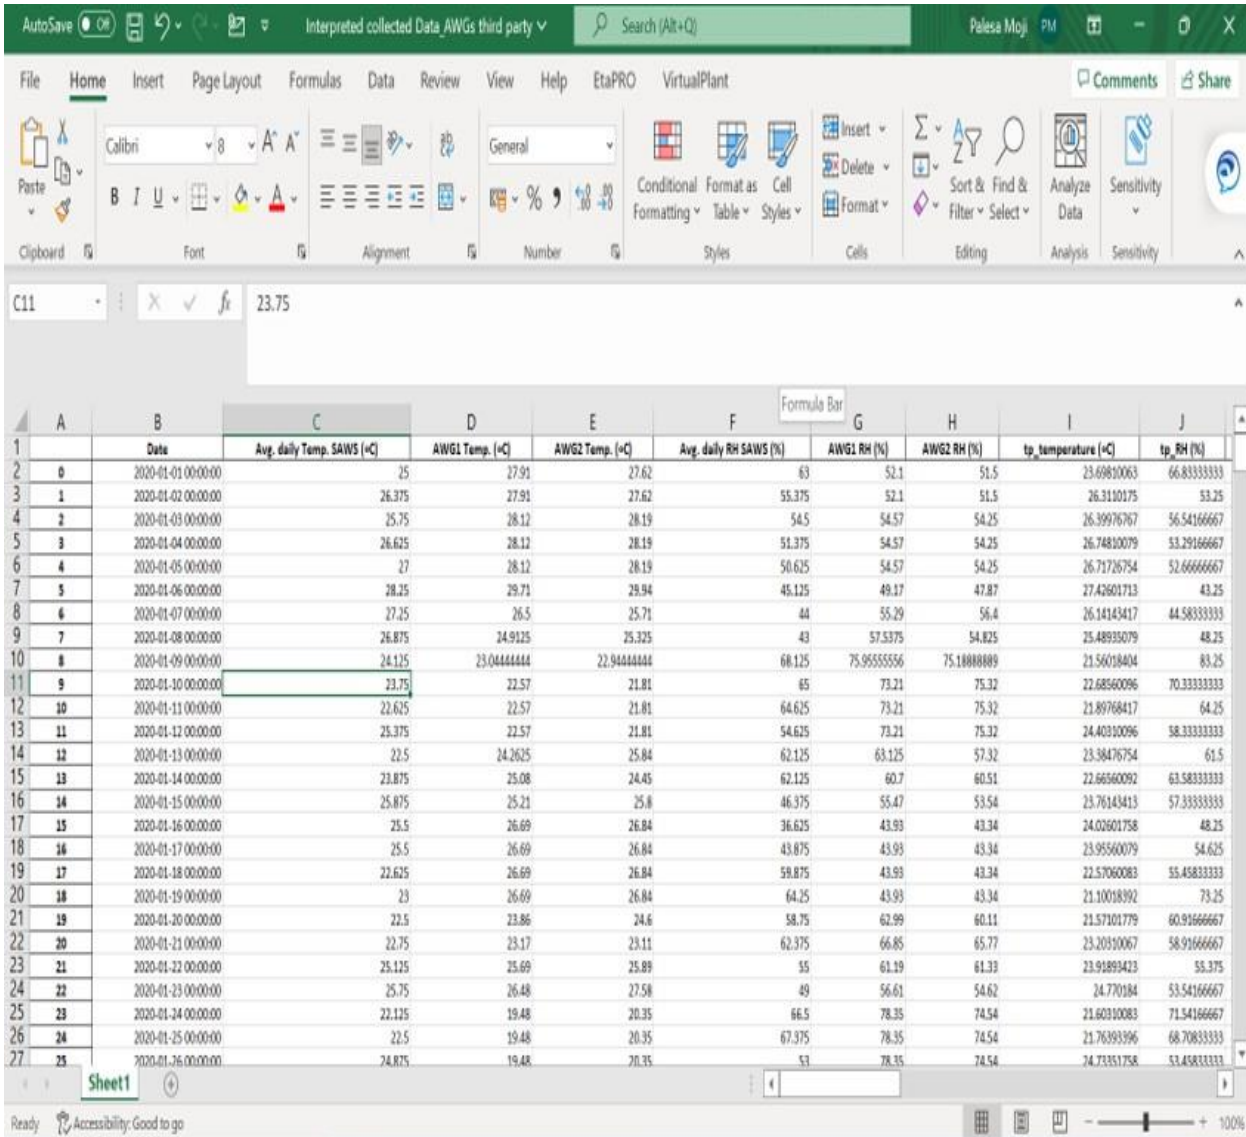 AutoSave Off Interpreted collected Data_AWGs third party Search (Alt+Q) Palesa Moji PM
File Home Insert Page Layout Formulas Data Review View Help EtaPRO VirtualPlant Comments Share
Calibri 8 General
Paste B I U Conditional Formatting Format as Table Cell Styles Insert Delete Format Sort & Filter Find & Select Analyze Data Sensitivity
Clipboard Font Alignment Number Styles Cells Editing Analysis Sensitivity
C11 fx 23.75
Formula Bar
A B C D E F G H I J
1 Date Avg. daily Temp. SAWS (°C) AWG1 Temp. (°C) AWG2 Temp. (°C) Avg. daily RH SAWS (%) AWG1 RH (%) AWG2 RH (%) tp_temperature (°C) tp_RH (%)
2 0 2020-01-01 00:00:00 25 27.91 27.62 63 52.1 51.5 23.69810063 66.83333333
3 1 2020-01-02 00:00:00 26.375 27.91 27.62 55.375 52.1 51.5 26.3110175 53.25
4 2 2020-01-03 00:00:00 25.75 28.12 28.19 54.5 54.57 54.25 26.39976767 56.54166667
5 3 2020-01-04 00:00:00 26.625 28.12 28.19 51.375 54.57 54.25 26.74810079 53.29166667
6 4 2020-01-05 00:00:00 27 28.12 28.19 50.625 54.57 54.25 26.71726754 52.66666667
7 5 2020-01-06 00:00:00 28.25 29.71 29.94 45.125 49.17 47.87 27.42601713 43.25
8 6 2020-01-07 00:00:00 27.25 26.5 25.71 44 55.29 56.4 26.14143417 44.58333333
9 7 2020-01-08 00:00:00 26.875 24.9125 25.325 43 57.5375 54.825 25.48935079 48.25
10 8 2020-01-09 00:00:00 24.125 23.04444444 22.94444444 68.125 75.95555556 75.18888889 21.56018404 83.25
11 9 2020-01-10 00:00:00 23.75 22.57 21.81 65 73.21 75.32 22.68560096 70.33333333
12 10 2020-01-11 00:00:00 22.625 22.57 21.81 64.625 73.21 75.32 21.89768417 64.25
13 11 2020-01-12 00:00:00 25.375 22.57 21.81 54.625 73.21 75.32 24.40310096 58.33333333
14 12 2020-01-13 00:00:00 22.5 24.2625 25.84 62.125 63.125 57.32 23.38476754 61.5
15 13 2020-01-14 00:00:00 23.875 25.08 24.45 62.125 60.7 60.51 22.66560092 63.58333333
16 14 2020-01-15 00:00:00 25.875 25.21 25.8 46.375 55.47 53.54 23.76143413 57.33333333
17 15 2020-01-16 00:00:00 25.5 26.69 26.84 36.625 43.93 43.34 24.02601758 48.25
18 16 2020-01-17 00:00:00 25.5 26.69 26.84 43.875 43.93 43.34 23.95560079 54.625
19 17 2020-01-18 00:00:00 22.625 26.69 26.84 59.875 43.93 43.34 22.57060083 55.45833333
20 18 2020-01-19 00:00:00 23 26.69 26.84 64.25 43.93 43.34 21.10018392 73.25
21 19 2020-01-20 00:00:00 22.5 23.86 24.6 58.75 62.99 60.11 21.57101779 60.91666667
22 20 2020-01-21 00:00:00 22.75 23.17 23.11 62.375 66.85 65.77 23.20310067 58.91666667
23 21 2020-01-22 00:00:00 25.125 25.69 25.89 55 61.19 61.33 23.91893423 55.375
24 22 2020-01-23 00:00:00 25.75 26.48 27.58 49 56.61 54.62 24.770184 53.54166667
25 23 2020-01-24 00:00:00 22.125 19.48 20.35 66.5 78.35 74.54 21.60310083 71.54166667
26 24 2020-01-25 00:00:00 22.5 19.48 20.35 67.375 78.35 74.54 21.76393396 68.70833333
27 25 2020-01-26 00:00:00 24.875 19.48 20.35 53 78.35 74.54 24.73351758 53.45833333
Sheet1
Ready Accessibility: Good to go 100%